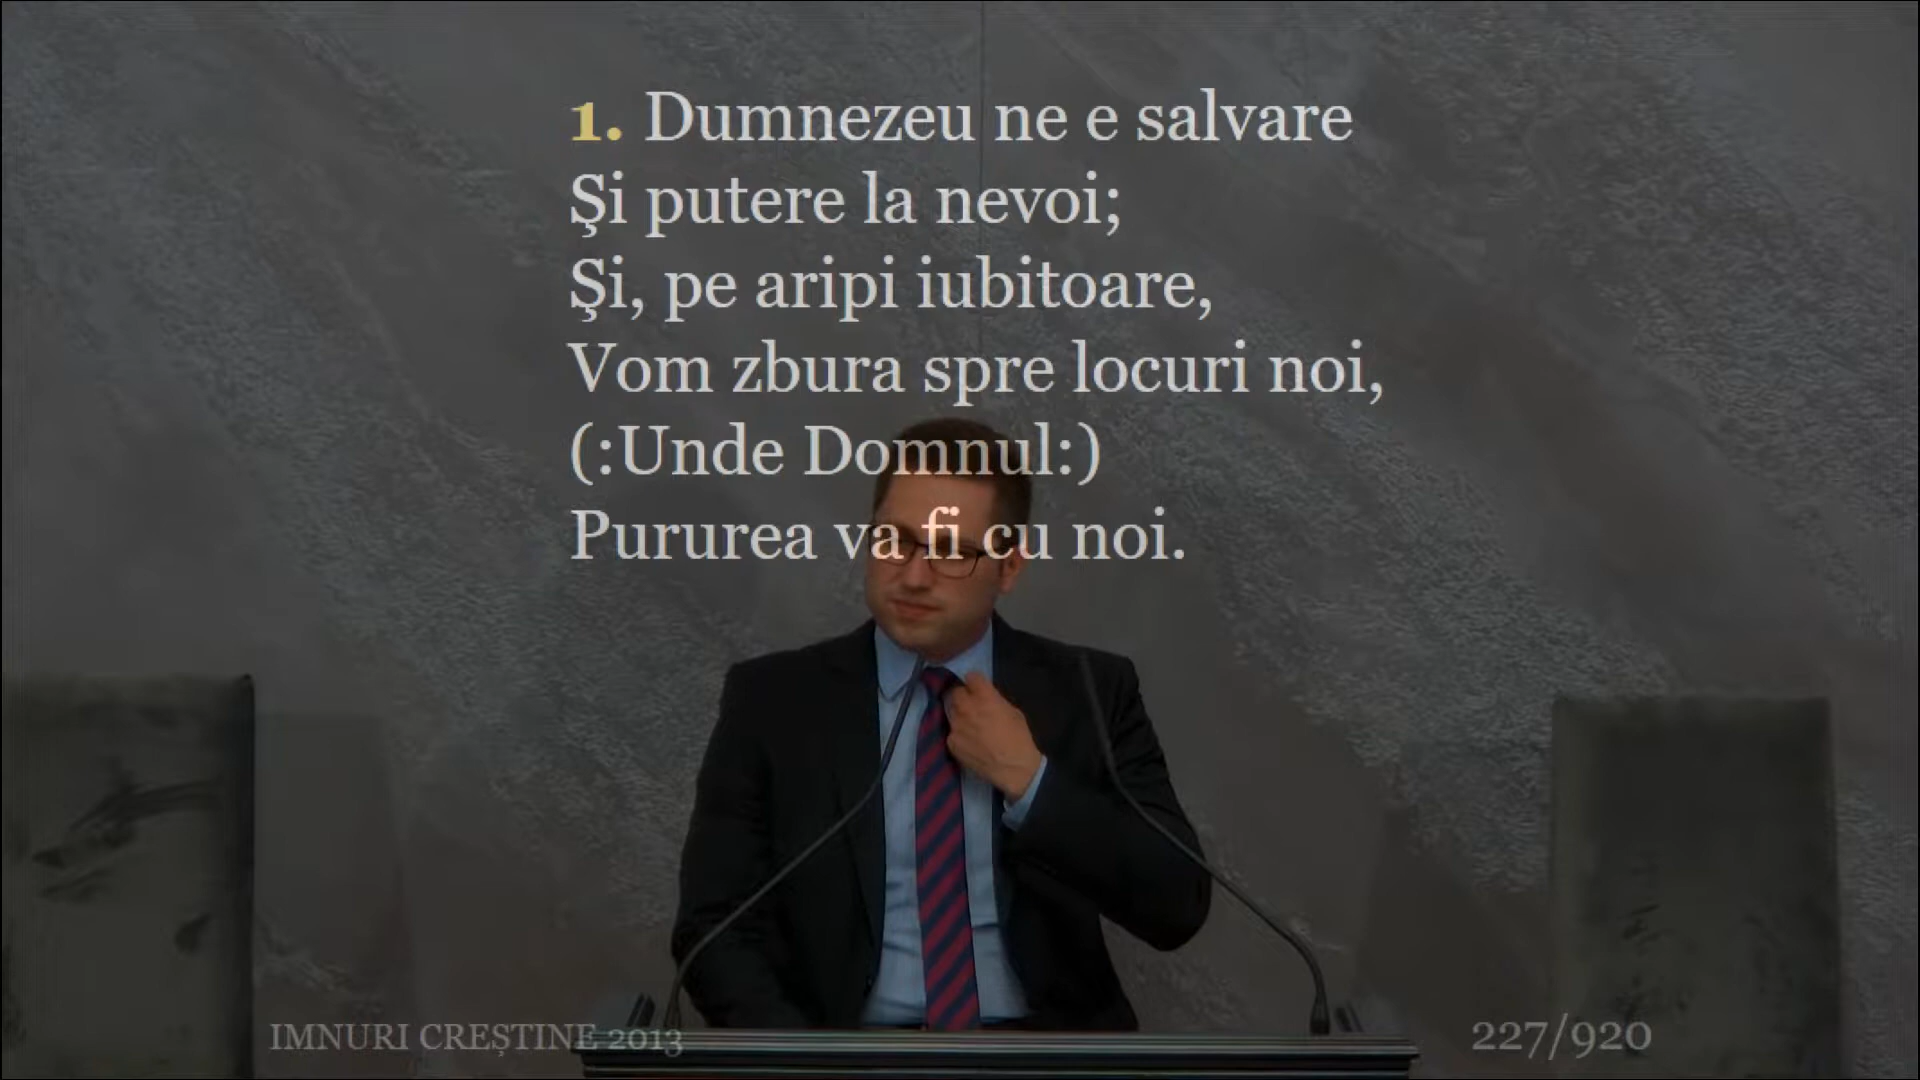 1. Dumnezeu ne e salvare
Şi putere la nevoi;
Şi, pe aripi iubitoare,
Vom zbura spre locuri noi,
(:Unde Domnul:)
Pururea va fi cu noi.
IMNURI CREȘTINE 2013
227/920